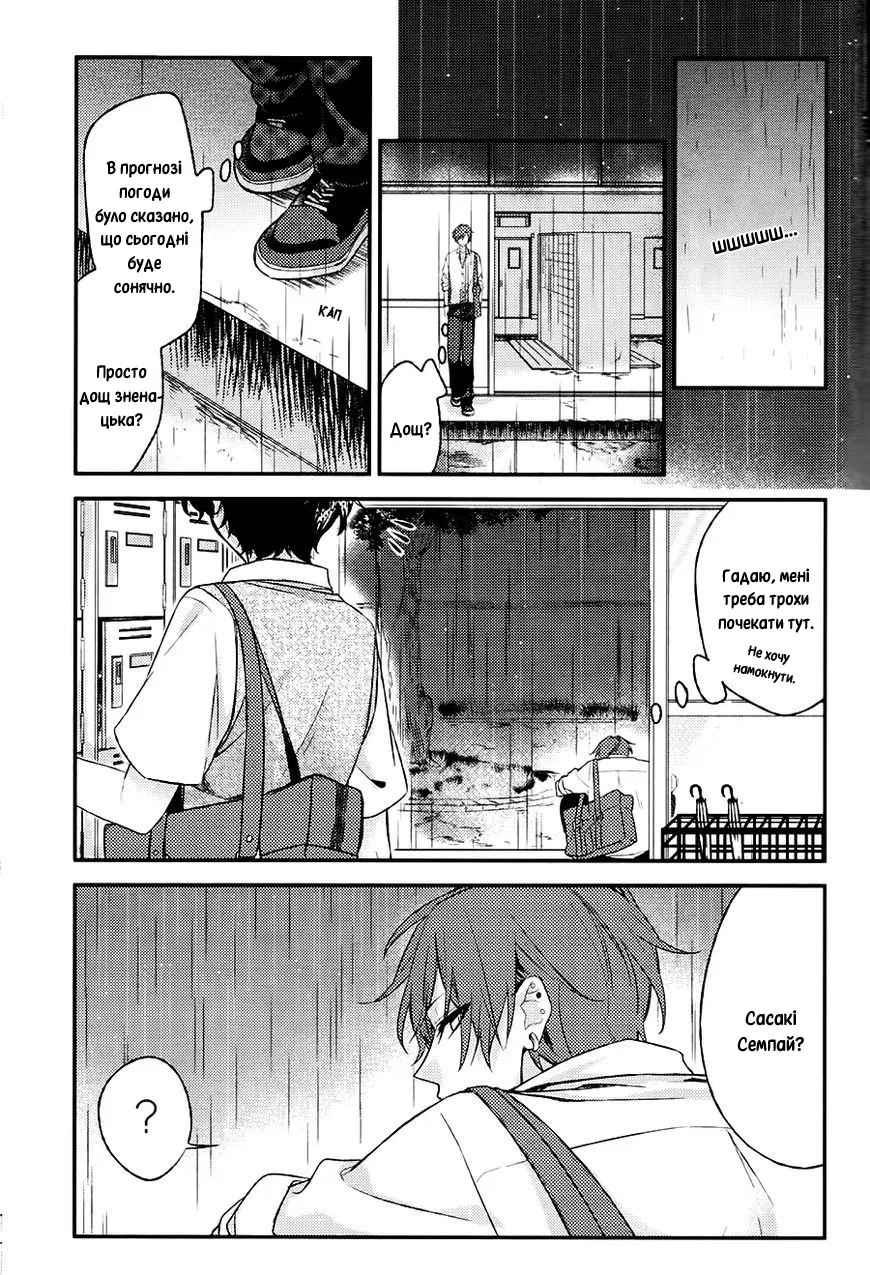 шшшшш...
Дощ?
В прогнозі
погоди
було сказано,
що сьогодні
буде
сонячно.
Просто
дощ знена-
цька?
КАП
Гадаю, мені
треба трохи
почекати тут.
Не хочу
намокнути.
Сасакі
Семпай?
?